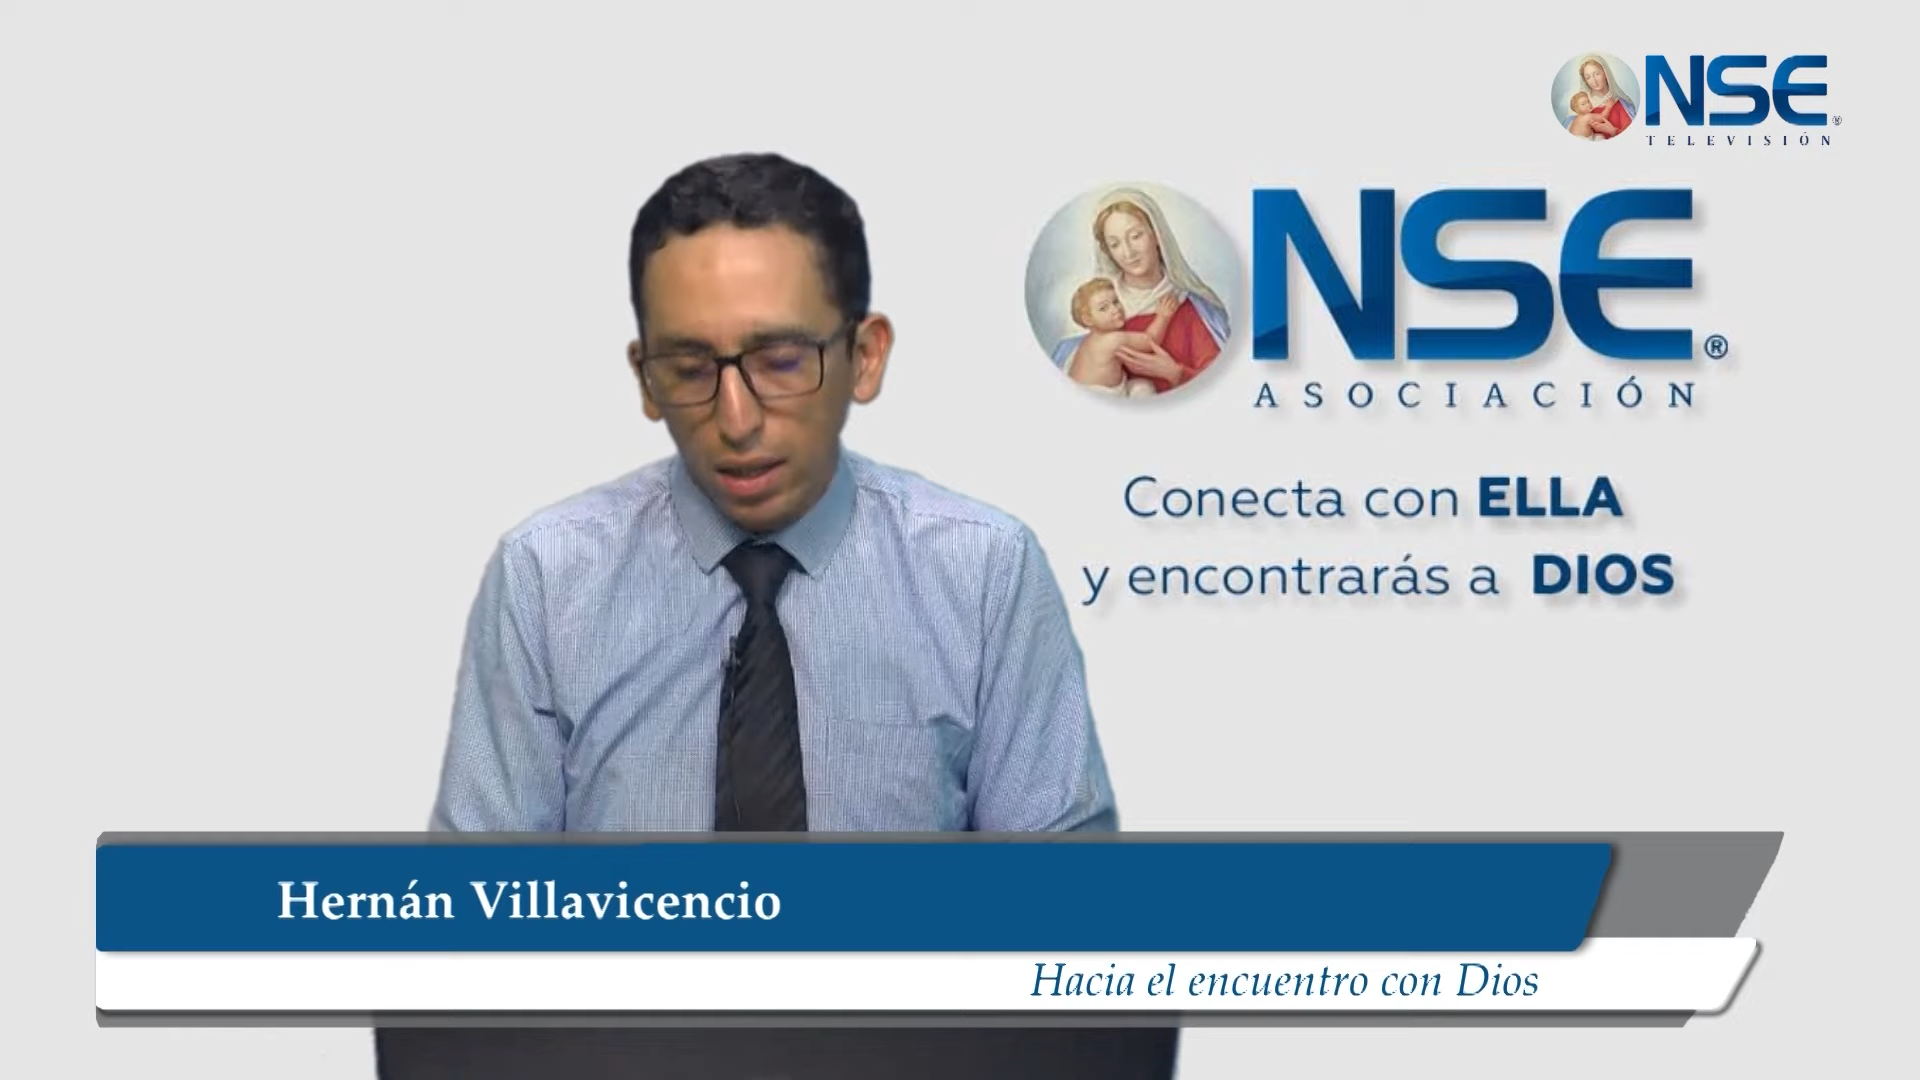 NSE®
TELEVISIÓN
NSE®
ASOCIACIÓN
Conecta con ELLA
y encontrarás a DIOS
Hernán Villavicencio
Hacia el encuentro con Dios